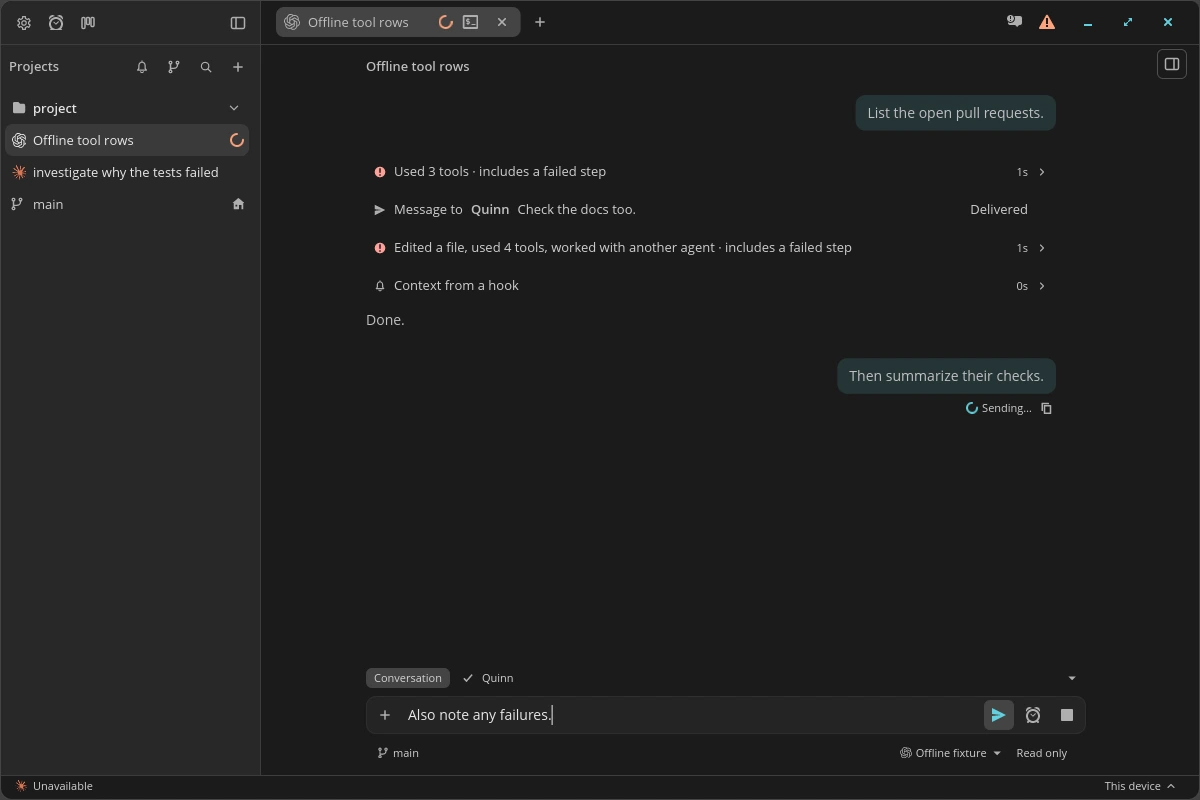 Offline tool rows
Projects
project
Offline tool rows
investigate why the tests failed
main
Offline tool rows
List the open pull requests.
Used 3 tools · includes a failed step 1s
Message to Quinn Check the docs too. Delivered
Edited a file, used 4 tools, worked with another agent · includes a failed step 1s
Context from a hook 0s
Done.
Then summarize their checks.
Sending...
Conversation Quinn
Also note any failures.
main Offline fixture Read only
Unavailable This device